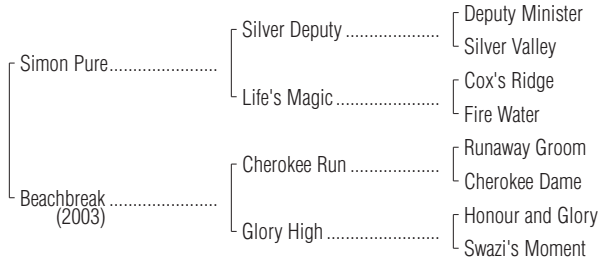 Deputy Minister
Silver Deputy ....................
Silver Valley
Simon Pure.......................
Cox's Ridge
Life's Magic ......................
Fire Water
Runaway Groom
Cherokee Run ...................
Cherokee Dame
Beachbreak .......................
(2003)
Honour and Glory
Glory High ........................
Swazi's Moment